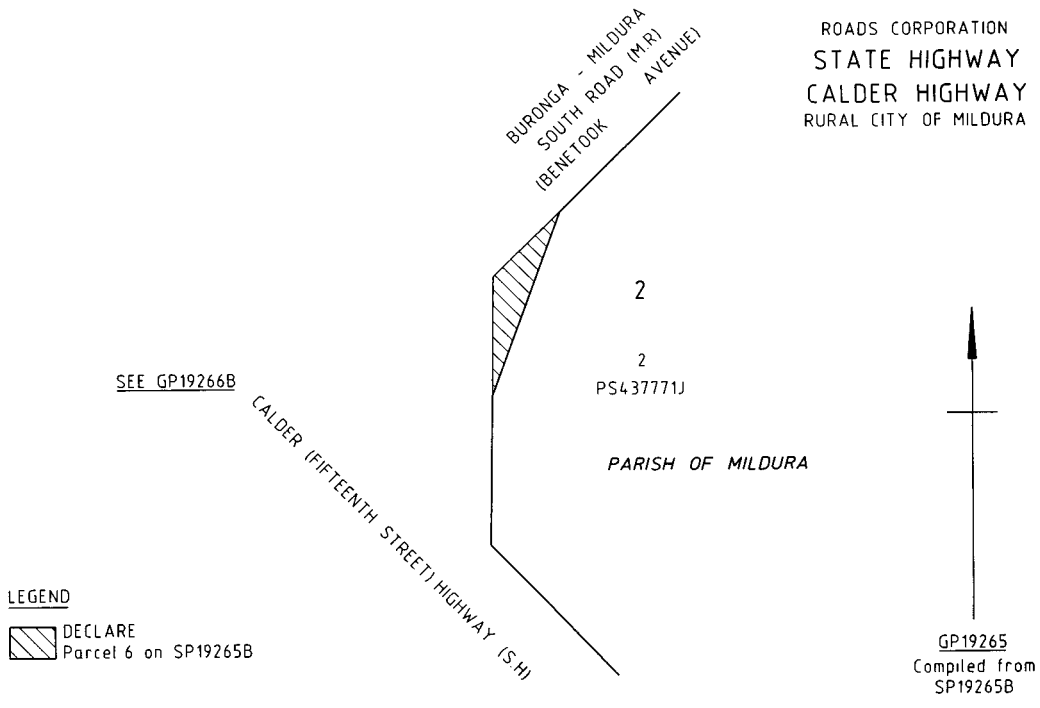 ROADS CORPORATION
STATE HIGHWAY
CALDER HIGHWAY
RURAL CITY OF MILDURA
BURONGA - MILDURA
SOUTH ROAD (M.R)
(BENETOOK AVENUE)
2
2
PS437771J
SEE GP19266B
CALDER (FIFTEENTH STREET) HIGHWAY (S.H)
PARISH OF MILDURA
LEGEND
DECLARE
Parcel 6 on SP19265B
GP19265
Compiled from
SP19265B